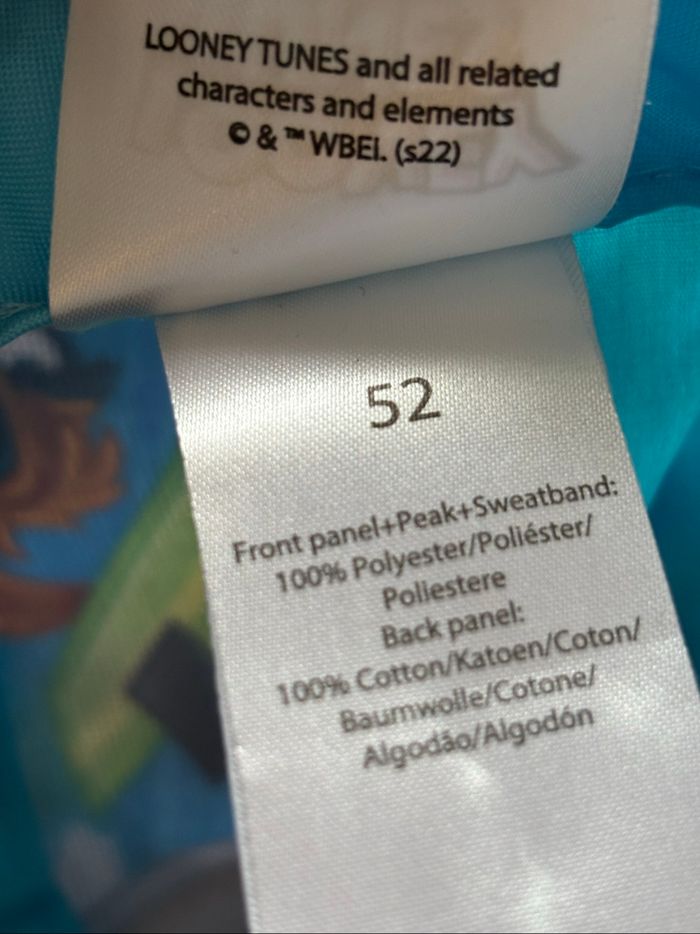 LOONEY TUNES and all related
characters and elements
© & ™ WBEI. (s22)
52
Front panel+Peak+Sweatband:
100% Polyester/Poliéster/
Poliestere
Back panel:
100% Cotton/Katoen/Coton/
Baumwolle/Cotone/
Algodão/Algodón